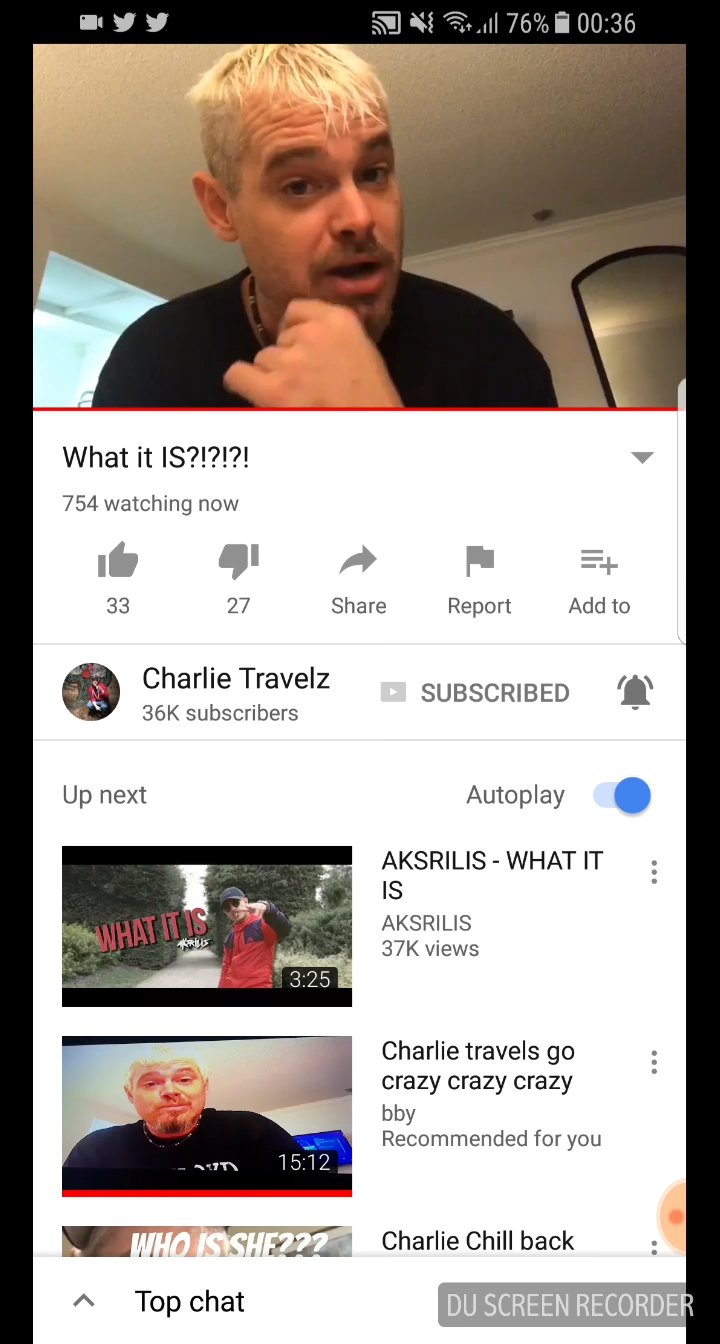 76% 00:36
What it IS?!?!?!
754 watching now
33 27 Share Report Add to
Charlie Travelz
36K subscribers
SUBSCRIBED
Up next Autoplay
WHAT IT IS
AKSRILIS
3:25
AKSRILIS - WHAT IT
IS
AKSRILIS
37K views
15:12
Charlie travels go
crazy crazy crazy
bby
Recommended for you
WHO IS SHE???
Charlie Chill back
Top chat
DU SCREEN RECORDER